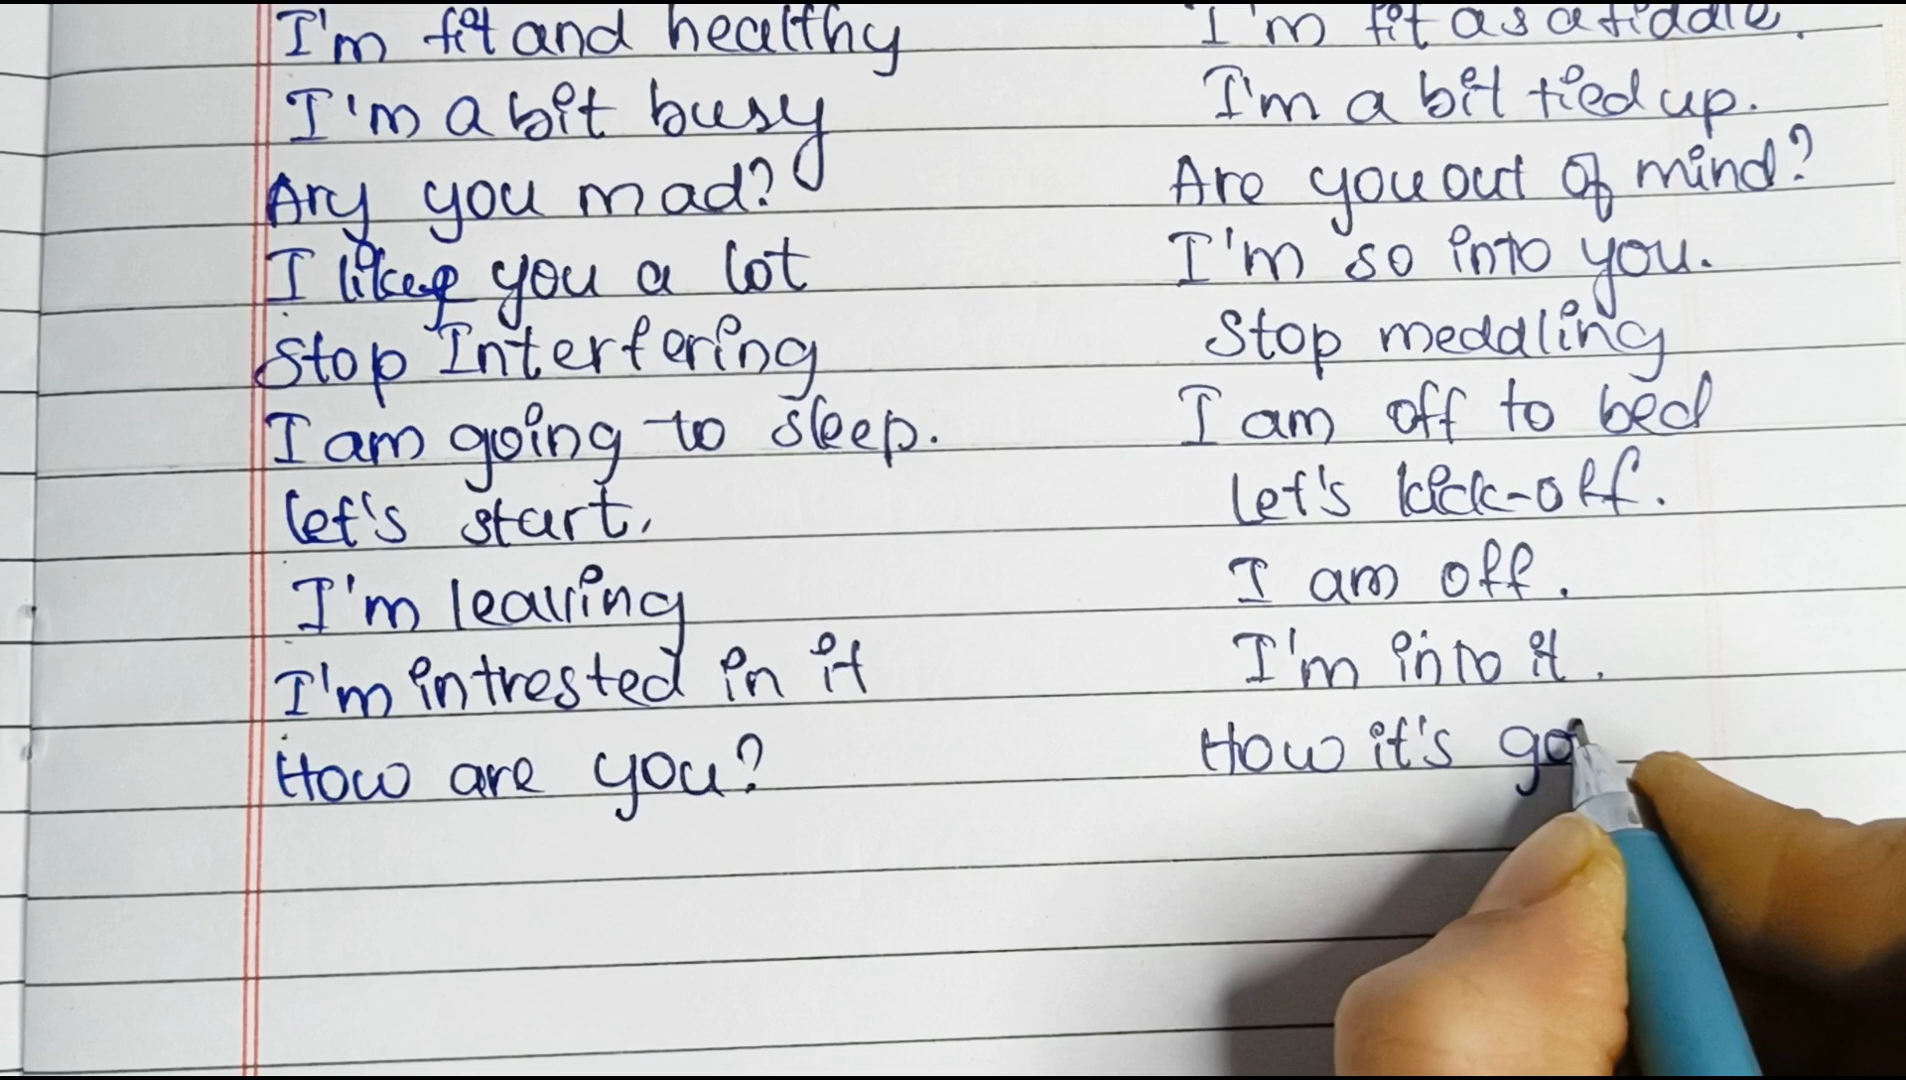 I'm fit and healthy I'm fit as a fiddle.
I'm a bit busy I'm a bit tied up.
Ary you mad? Are you out of mind?
I like you a lot I'm so into you.
Stop Interfering Stop meddling
I am going to sleep. I am off to bed
Let's start. Let's kick-off.
I'm leaving I am off.
I'm intrested in it I'm into it.
How are you? How it's go